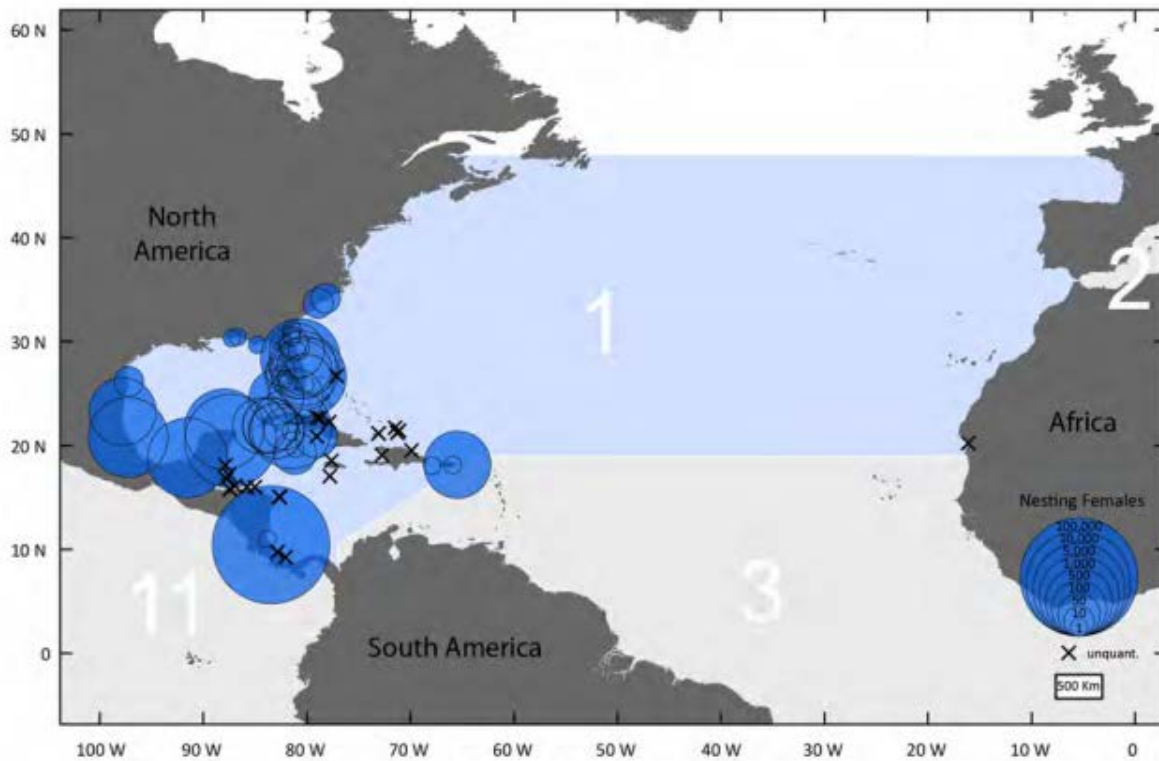 60 N
50 N
40 N
30 N
20 N
10 N
0
North
America
1
2
Africa
11
3
South America
Nesting Females
100,000
10,000
5,000
1,000
500
100
50
10
1
unquant.
500 Km
100 W
90 W
80 W
70 W
60 W
50 W
40 W
30 W
20 W
10 W
0